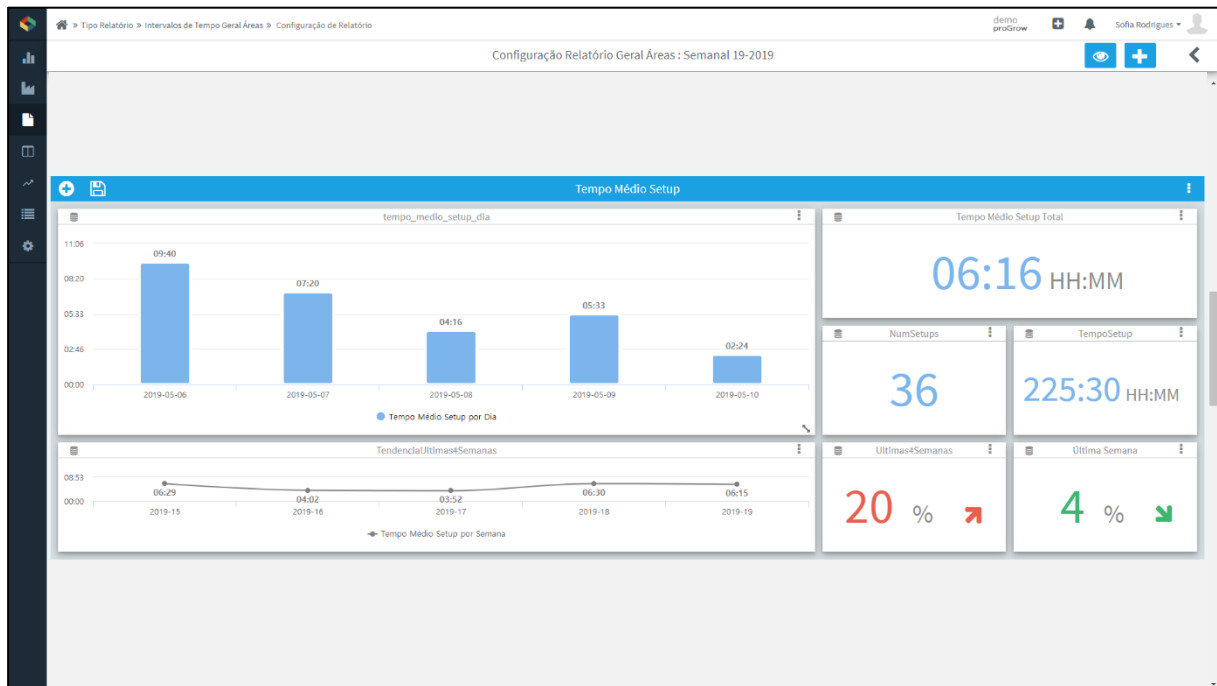 » Tipo Relatório » Intervalos de Tempo Geral Áreas » Configuração de Relatório
demo
proGrow
Sofia Rodrigues
Configuração Relatório Geral Áreas : Semanal 19-2019
Tempo Médio Setup
tempo_medio_setup_dia
11:06
08:20
05:33
02:46
00:00
09:40
07:20
04:16
05:33
02:24
2019-05-06
2019-05-07
2019-05-08
2019-05-09
2019-05-10
Tempo Médio Setup por Dia
Tempo Médio Setup Total
06:16 HH:MM
NumSetups
36
TempoSetup
225:30 HH:MM
TendenciaUltimas4Semanas
08:53
00:00
06:29
04:02
03:52
06:30
06:15
2019-15
2019-16
2019-17
2019-18
2019-19
Tempo Médio Setup por Semana
Ultimas4Semanas
20 %
Última Semana
4 %